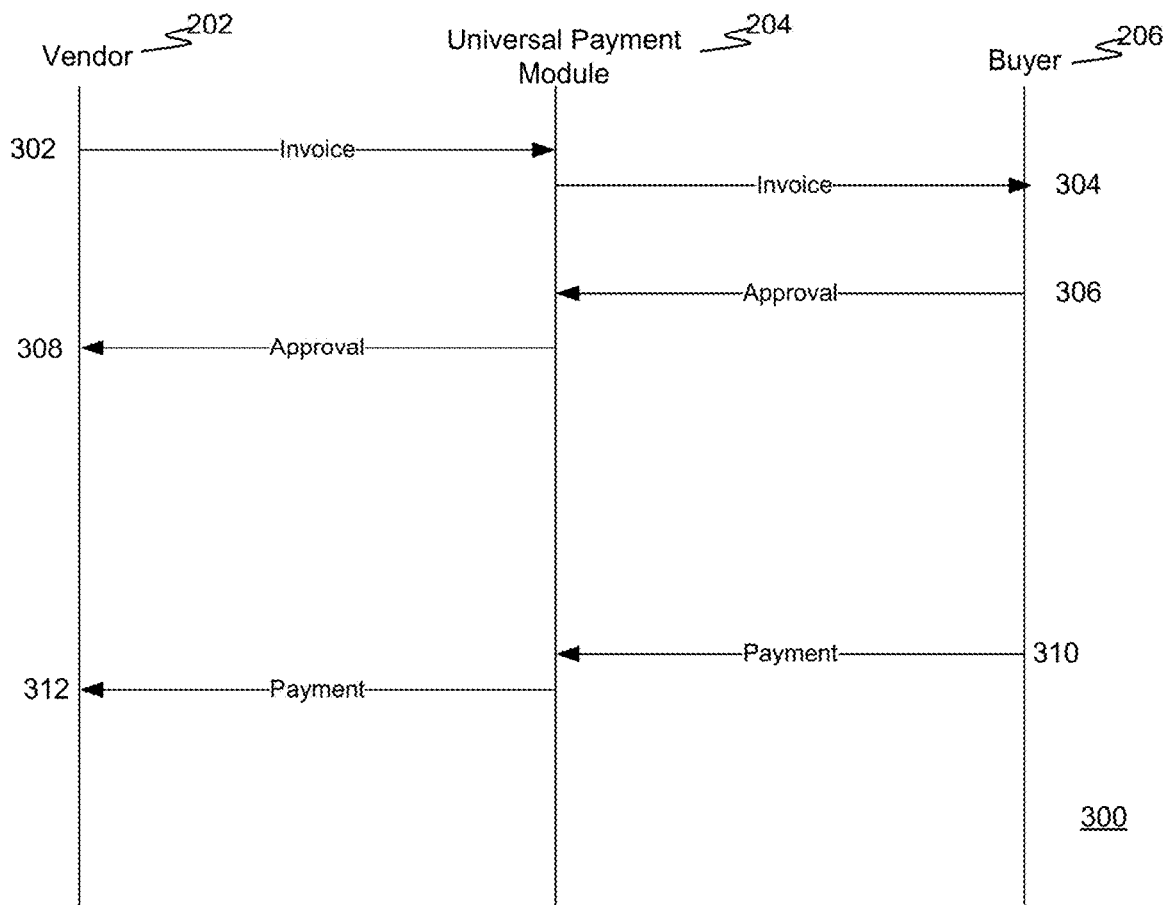 202
Vendor
Universal Payment
Module
204
206
Buyer
302
Invoice
Invoice
304
Approval
306
308
Approval
Payment
310
312
Payment
300